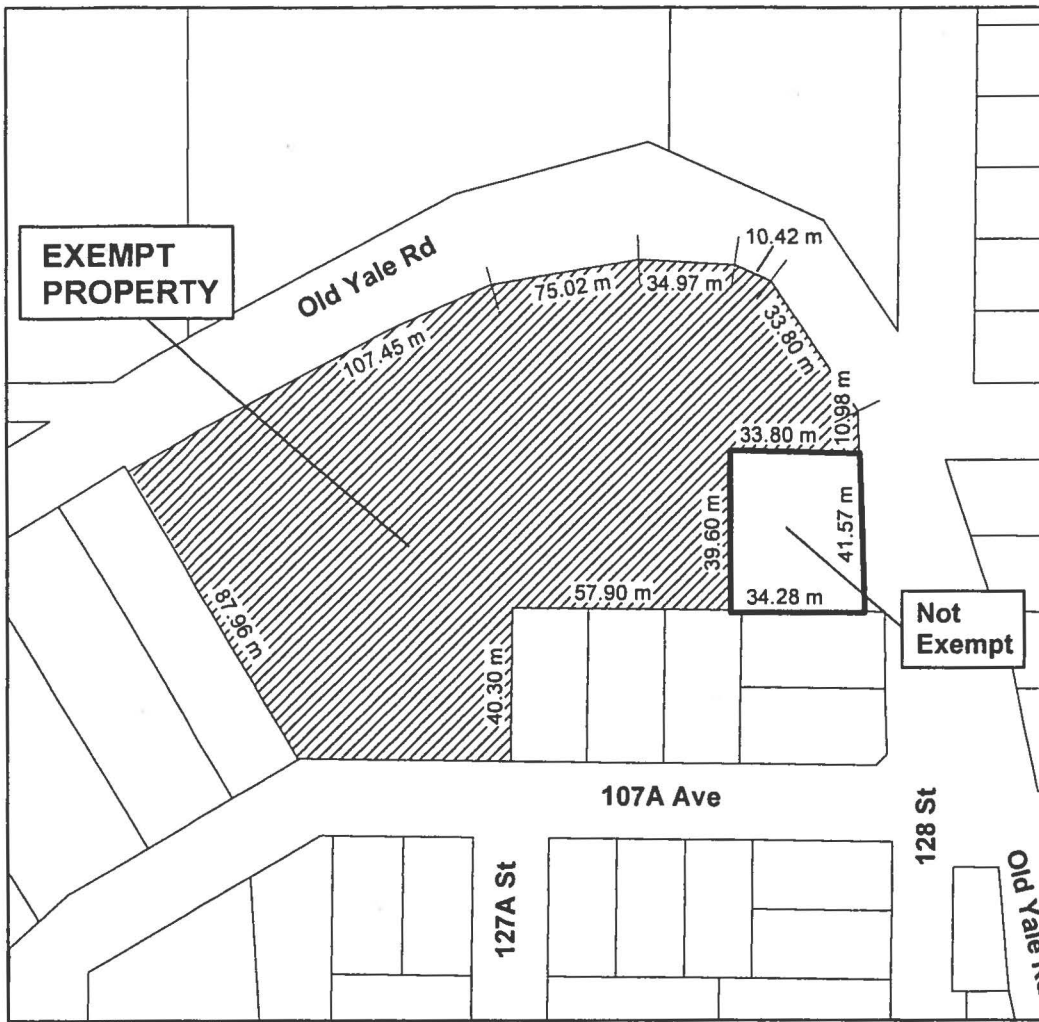 10.42 m
EXEMPT
PROPERTY
Old Yale Rd
75.02 m
34.97 m
33.80 m
107.45 m
10.98 m
33.80 m
39.60 m
41.57 m
57.90 m
34.28 m
87.96 m
Not
Exempt
40.30 m
107A Ave
128 St
127A St
Old Yale Rd